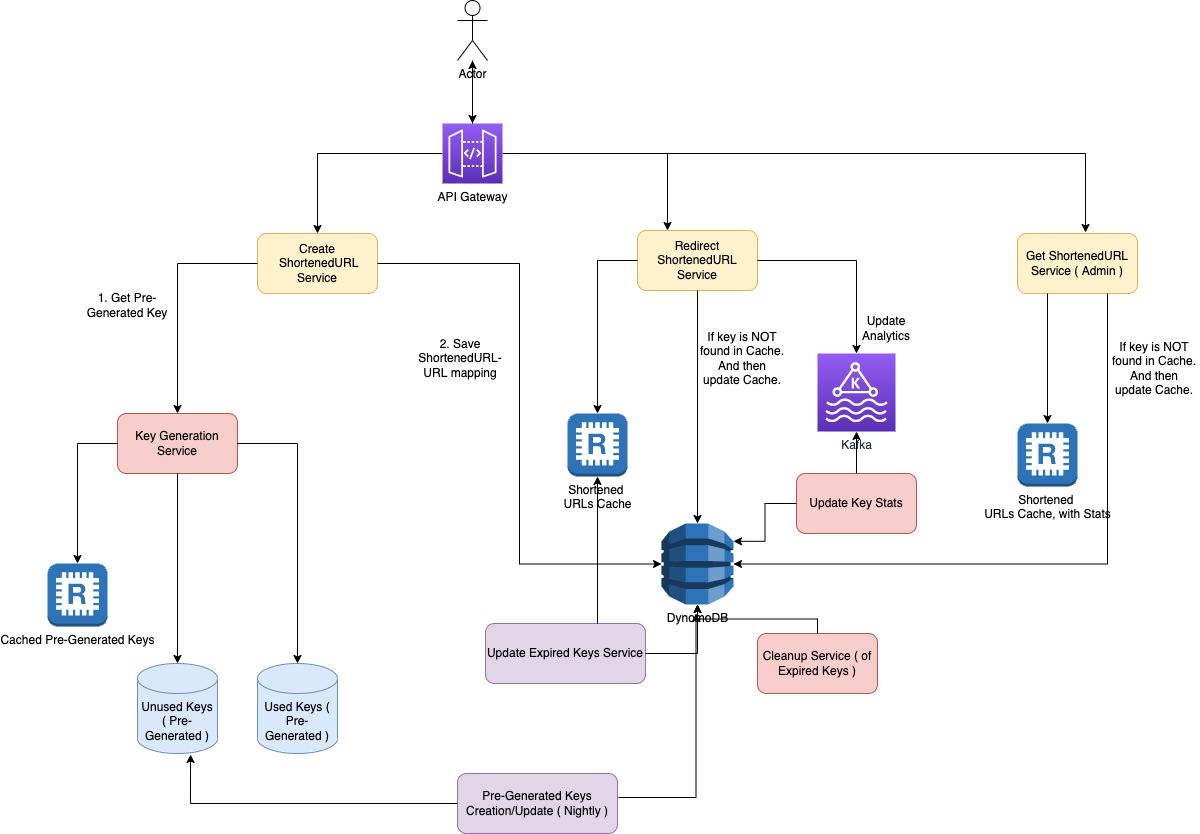 Actor
API Gateway
Create
ShortenedURL
Service
Redirect
ShortenedURL
Service
Get ShortenedURL
Service ( Admin )
1. Get Pre-
Generated Key
2. Save
ShortenedURL-
URL mapping
If key is NOT
found in Cache.
And then
update Cache.
Update
Analytics
If key is NOT
found in Cache.
And then
update Cache.
K
Kafka
Key Generation
Service
R
Shortened
URLs Cache
R
Shortened
URLs Cache, with Stats
Update Key Stats
R
Cached Pre-Generated Keys
DynomoDB
Update Expired Keys Service
Cleanup Service ( of
Expired Keys )
Unused Keys
( Pre-
Generated )
Used Keys (
Pre-
Generated )
Pre-Generated Keys
Creation/Update ( Nightly )